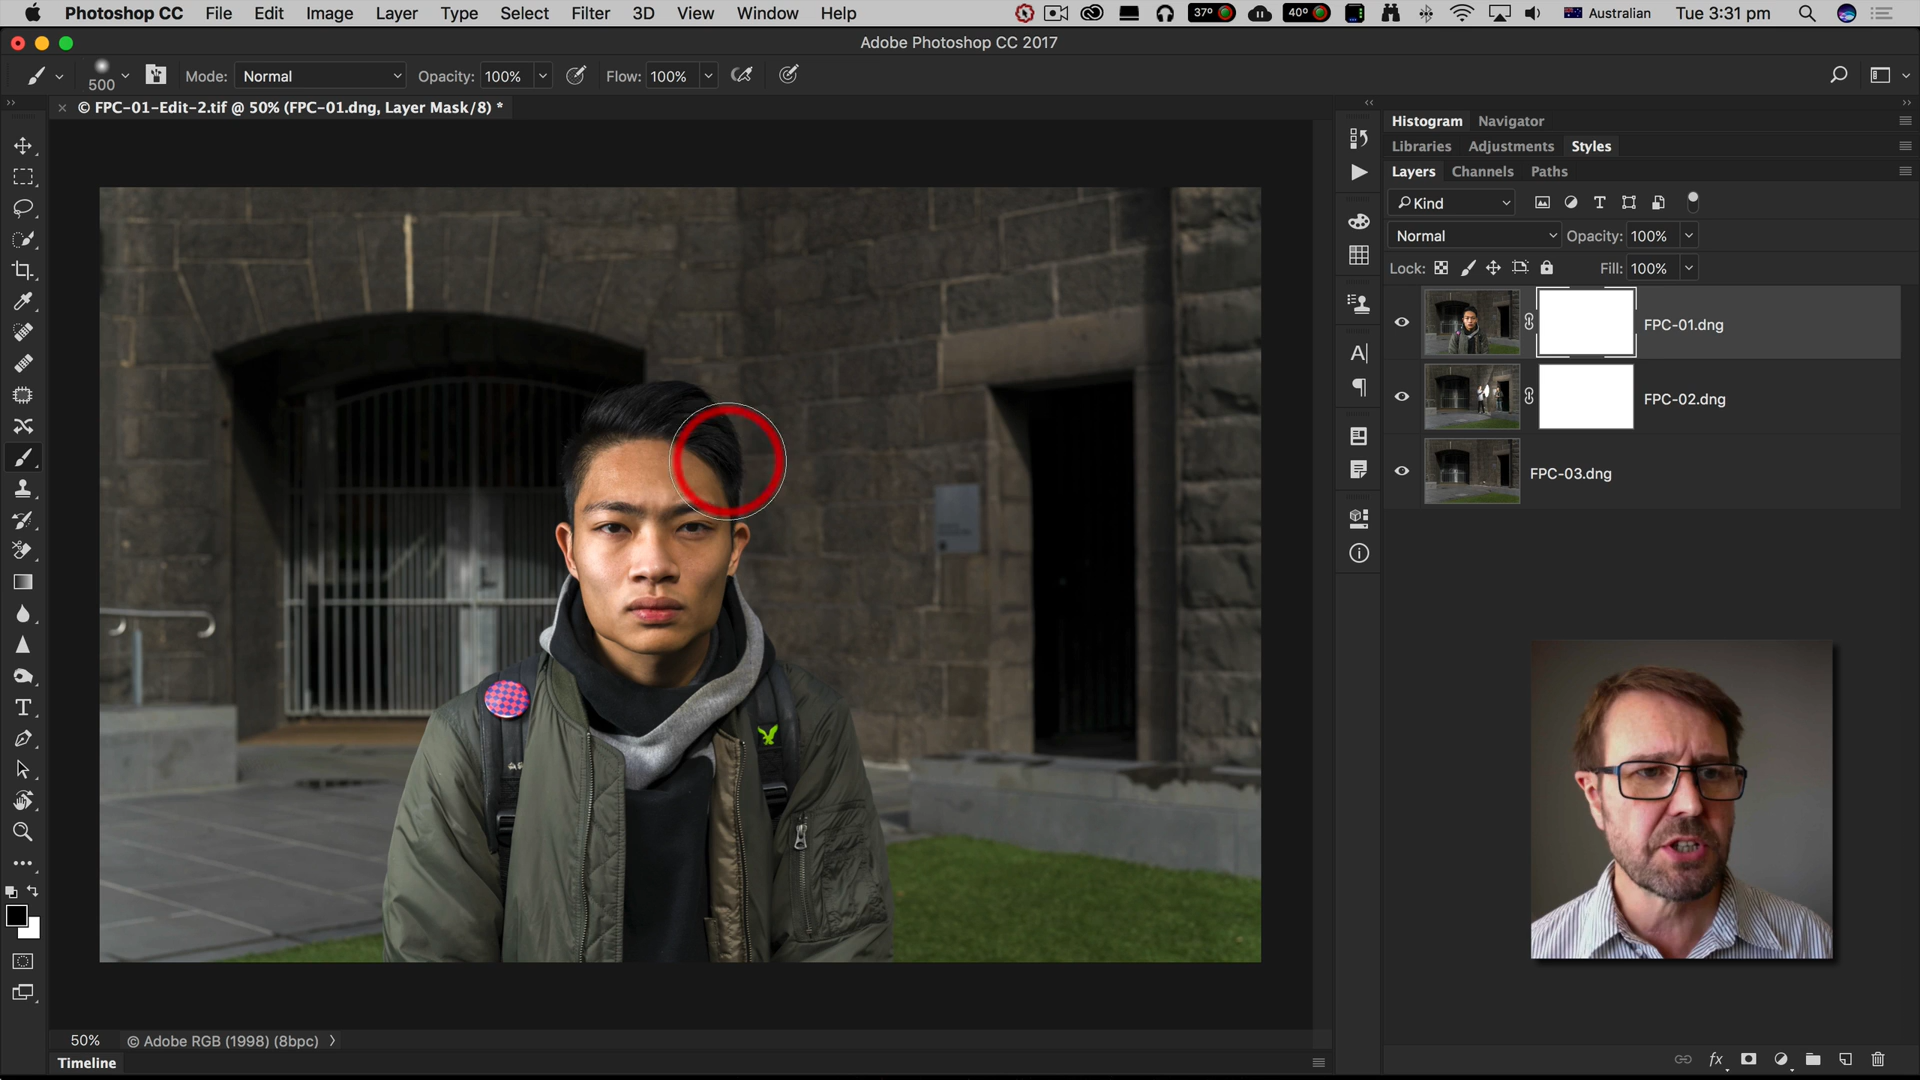 Photoshop CC File Edit Image Layer Type Select Filter 3D View Window Help 37° 40° Australian Tue 3:31 pm
Adobe Photoshop CC 2017
500 Mode: Normal Opacity: 100% Flow: 100%
© FPC-01-Edit-2.tif @ 50% (FPC-01.dng, Layer Mask/8) *
Histogram Navigator
Libraries Adjustments Styles
Layers Channels Paths
Kind
Normal Opacity: 100%
Lock: Fill: 100%
FPC-01.dng
FPC-02.dng
FPC-03.dng
50% © Adobe RGB (1998) (8bpc)
Timeline